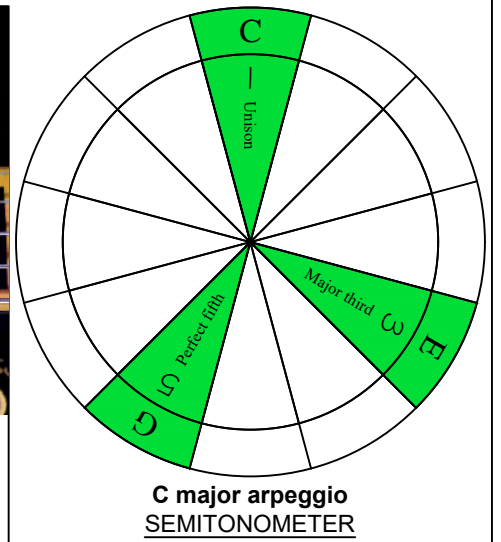 C
1 Unison
Major third 3
E
Perfect fifth
5
G
C major arpeggio
SEMITONOMETER